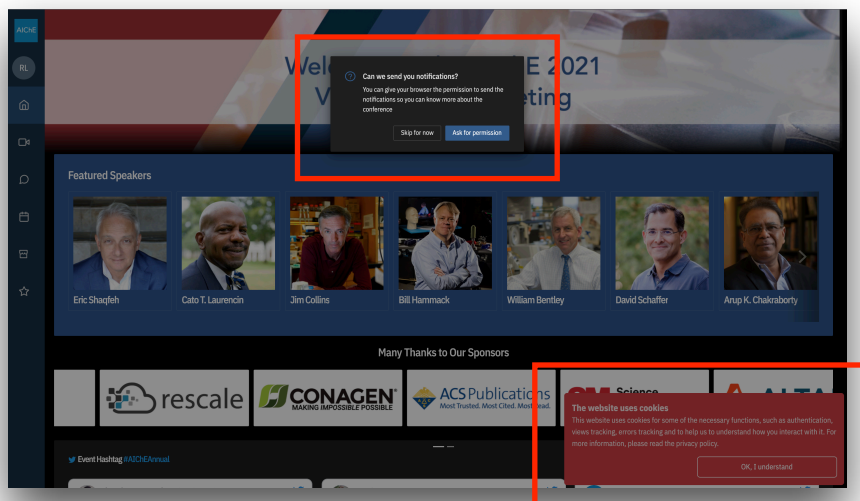 AIChE
RL
Wel E 2021
V ting
Can we send you notifications?
You can give your browser the permission to send the
notifications so you can know more about the
conference
Skip for now
Ask for permission
Featured Speakers
Eric Shaqfeh
Cato T. Laurencin
Jim Collins
Bill Hammack
William Bentley
David Schaffer
Arup K. Chakraborty
Many Thanks to Our Sponsors
rescale
CONAGEN®
MAKING IMPOSSIBLE POSSIBLE
ACS Publications
Most Trusted. Most Cited. Most Read.
Science
ALTA
The website uses cookies
This website uses cookies for some of the necessary functions, such as authentication,
views tracking, errors tracking and to help us to understand how you interact with it. For
more information, please read the privacy policy.
OK, I understand
Event Hashtag #AIChEAnnual